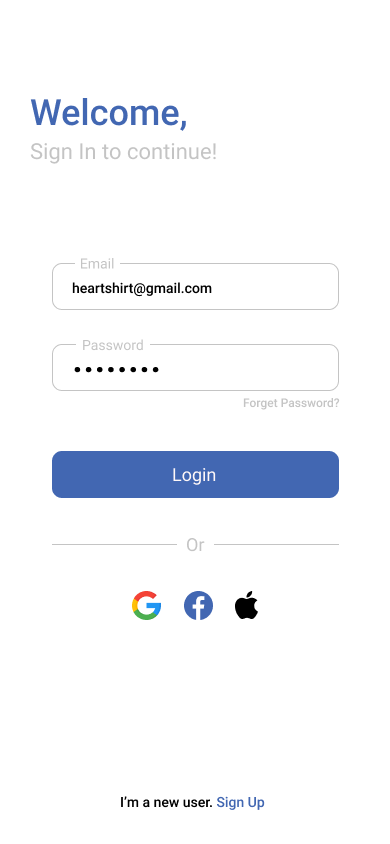 Welcome,
Sign In to continue!
Email
heartshirt@gmail.com
Password
Forget Password?
Login
Or
I'm a new user. Sign Up